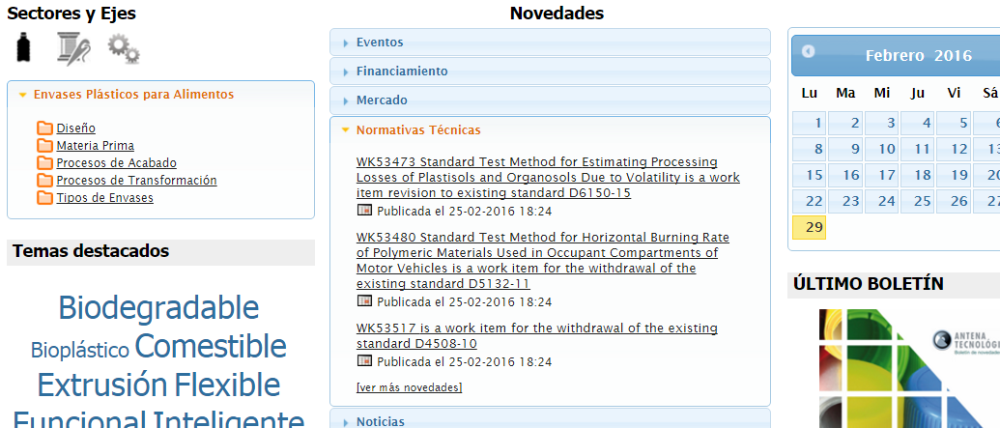 Sectores y Ejes
Envases Plásticos para Alimentos
Diseño
Materia Prima
Procesos de Acabado
Procesos de Transformación
Tipos de Envases
Temas destacados
Biodegradable
Bioplástico Comestible
Extrusión Flexible
Funcional Inteligente
Novedades
Eventos
Financiamiento
Mercado
Normativas Técnicas
WK53473 Standard Test Method for Estimating Processing
Losses of Plastisols and Organosols Due to Volatility is a work
item revision to existing standard D6150-15
Publicada el 25-02-2016 18:24
WK53480 Standard Test Method for Horizontal Burning Rate
of Polymeric Materials Used in Occupant Compartments of
Motor Vehicles is a work item for the withdrawal of the
existing standard D5132-11
Publicada el 25-02-2016 18:24
WK53517 is a work item for the withdrawal of the existing
standard D4508-10
Publicada el 25-02-2016 18:24
[ver más novedades]
Noticias
Febrero 2016
Lu Ma Mi Ju Vi Sá
1 2 3 4 5 6
8 9 10 11 12 13
15 16 17 18 19 20
22 23 24 25 26 27
29
ÚLTIMO BOLETÍN
ANTENA
TECNOLÓGI
Boletín de novedades